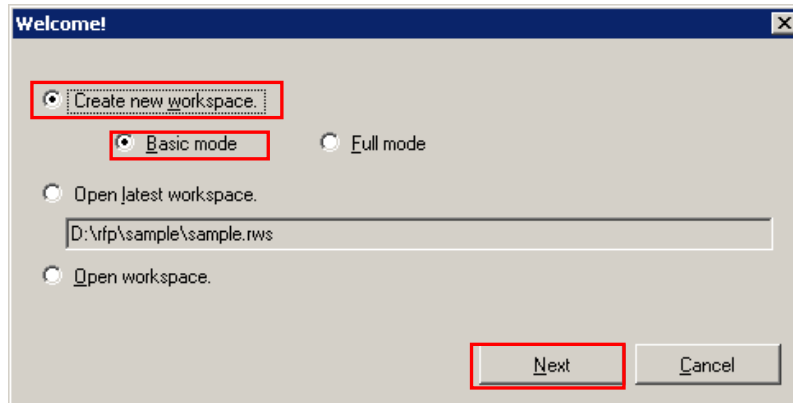 Welcome!
Create new workspace.
Basic mode Full mode
Open latest workspace.
D:\rfp\sample\sample.rws
Open workspace.
Next Cancel